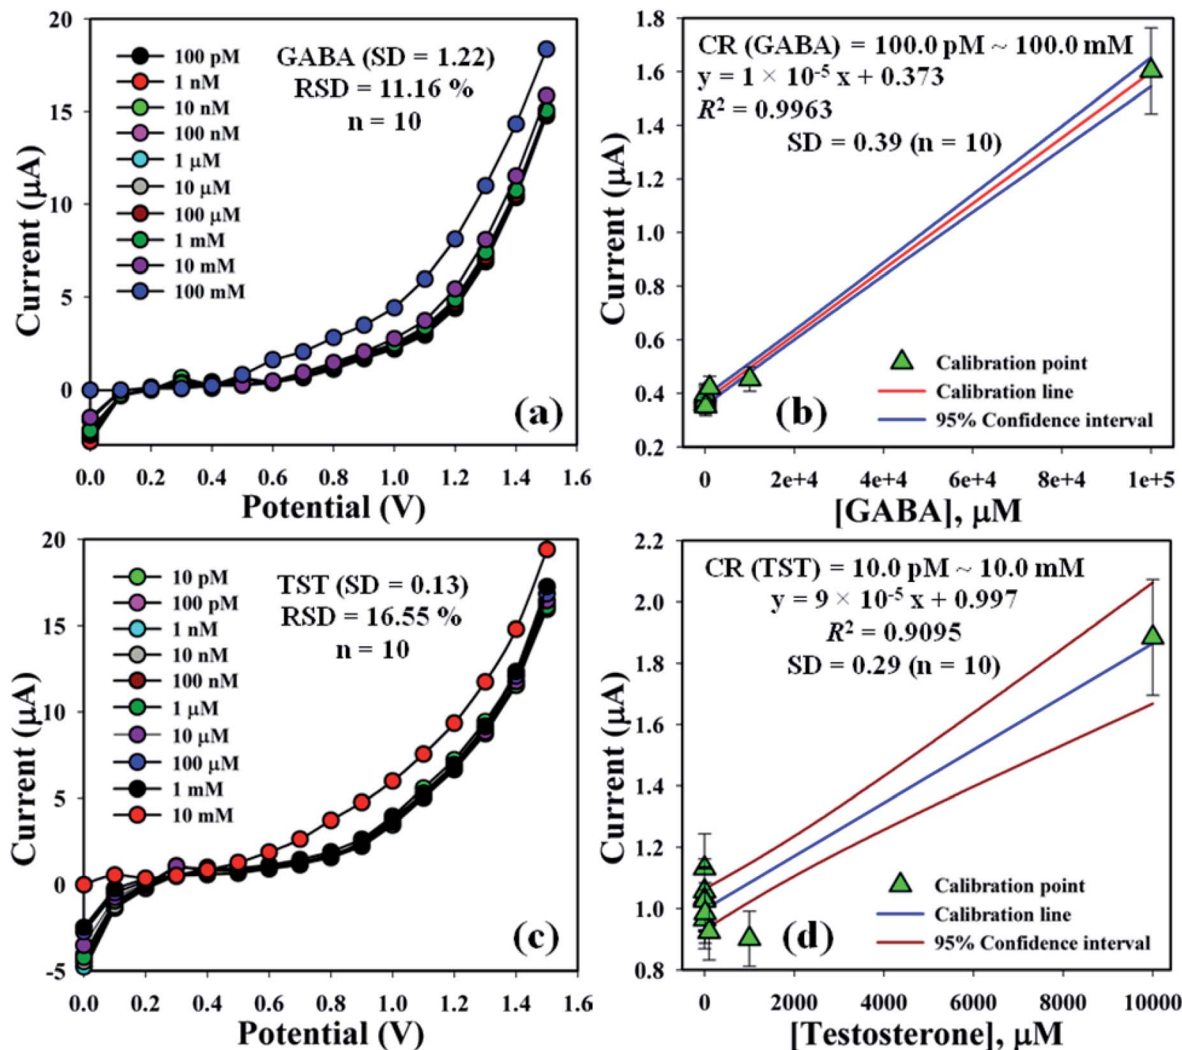 20
15
10
5
0
Current (µA)
100 pM
1 nM
10 nM
100 nM
1 µM
10 µM
100 µM
1 mM
10 mM
100 mM
GABA (SD = 1.22)
RSD = 11.16 %
n = 10
(a)
0.0 0.2 0.4 0.6 0.8 1.0 1.2 1.4 1.6
Potential (V)
1.8
1.6
1.4
1.2
1.0
0.8
0.6
0.4
0.2
Current (µA)
CR (GABA) = 100.0 pM ~ 100.0 mM
y = 1 × 10⁻⁵ x + 0.373
R² = 0.9963
SD = 0.39 (n = 10)
Calibration point
Calibration line
95% Confidence interval
(b)
0 2e+4 4e+4 6e+4 8e+4 1e+5
[GABA], µM
20
15
10
5
0
-5
Current (µA)
10 pM
100 pM
1 nM
10 nM
100 nM
1 µM
10 µM
100 µM
1 mM
10 mM
TST (SD = 0.13)
RSD = 16.55 %
n = 10
(c)
0.0 0.2 0.4 0.6 0.8 1.0 1.2 1.4 1.6
Potential (V)
2.2
2.0
1.8
1.6
1.4
1.2
1.0
0.8
Current (µA)
CR (TST) = 10.0 pM ~ 10.0 mM
y = 9 × 10⁻⁵ x + 0.997
R² = 0.9095
SD = 0.29 (n = 10)
Calibration point
Calibration line
95% Confidence interval
(d)
0 2000 4000 6000 8000 10000
[Testosterone], µM